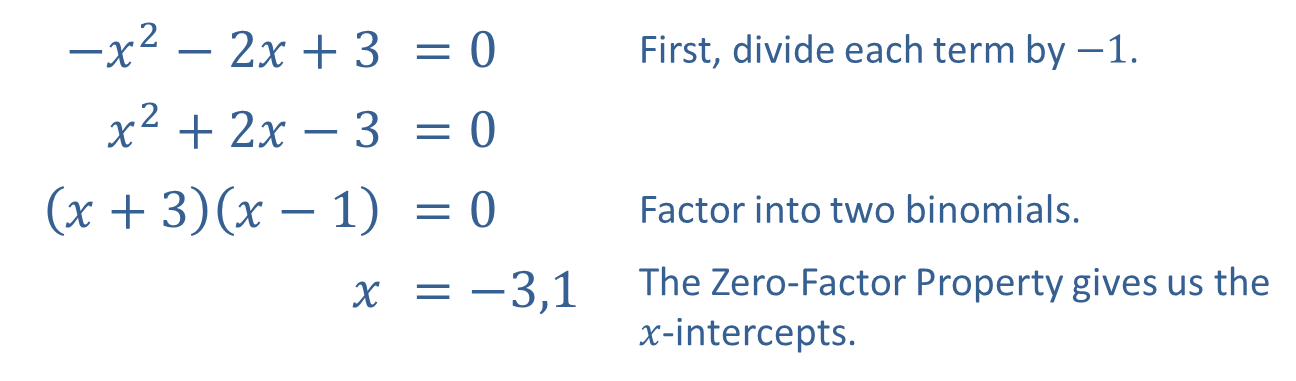 −x² − 2x + 3 = 0 First, divide each term by −1.
x² + 2x − 3 = 0
(x + 3)(x − 1) = 0 Factor into two binomials.
x = −3,1 The Zero-Factor Property gives us the
x-intercepts.